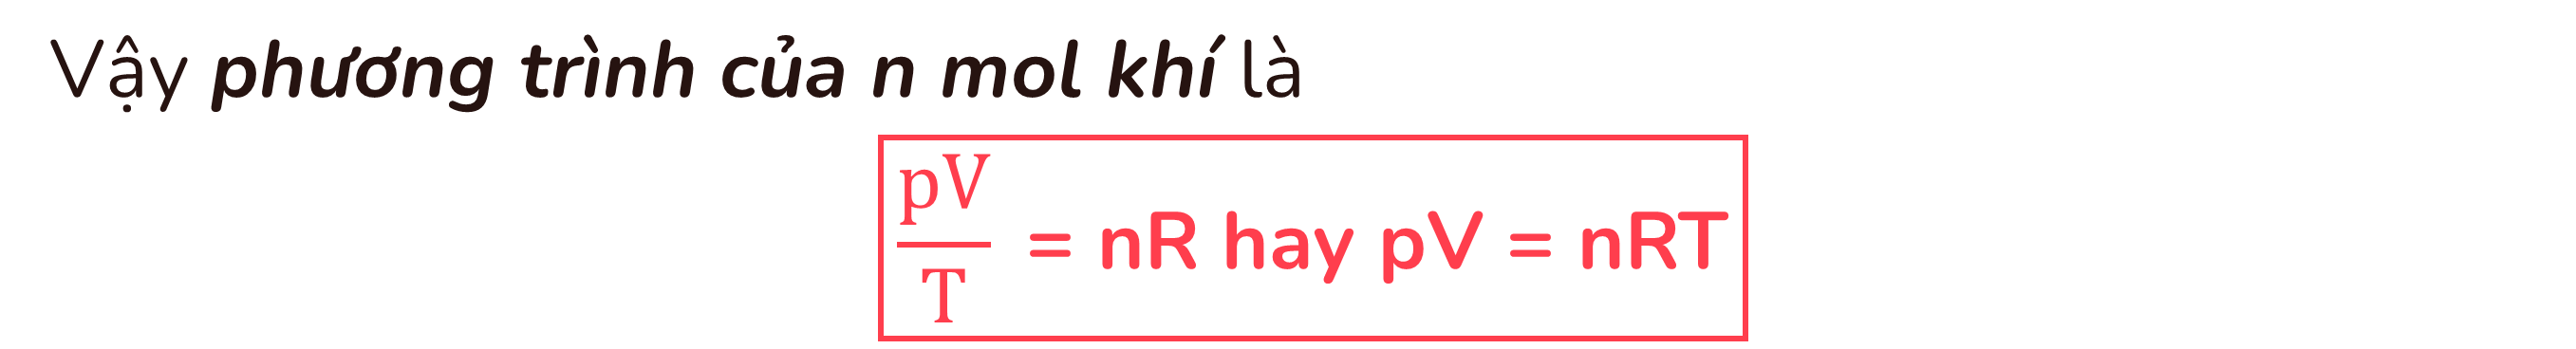 Vậy phương trình của n mol khí là
pV/T = nR hay pV = nRT